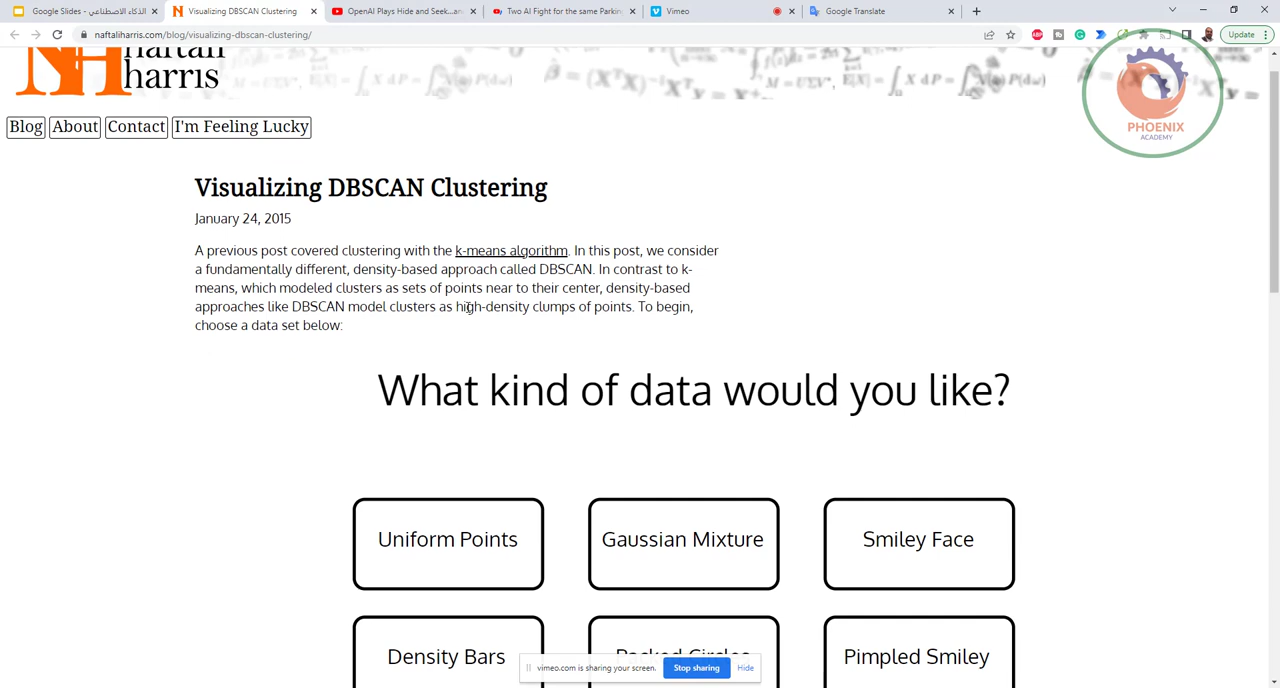 Google Slides - الذكاء الاصطناعي
Visualizing DBSCAN Clustering
OpenAI Plays Hide and Seek…and
Two AI Fight for the same Parking
Vimeo
Google Translate
naftaliharris.com/blog/visualizing-dbscan-clustering/
Update
NH naftali
harris
PHOENIX
ACADEMY
Blog About Contact I'm Feeling Lucky
Visualizing DBSCAN Clustering
January 24, 2015
A previous post covered clustering with the k-means algorithm. In this post, we consider
a fundamentally different, density-based approach called DBSCAN. In contrast to k-
means, which modeled clusters as sets of points near to their center, density-based
approaches like DBSCAN model clusters as high-density clumps of points. To begin,
choose a data set below:
What kind of data would you like?
Uniform Points
Gaussian Mixture
Smiley Face
Density Bars
Packed Circles
Pimpled Smiley
vimeo.com is sharing your screen.
Stop sharing
Hide